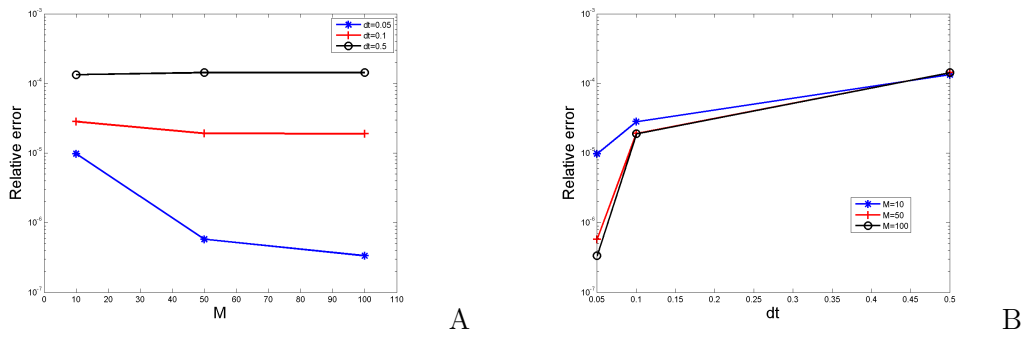 10^-3
10^-4
10^-5
10^-6
10^-7
Relative error
0 10 20 30 40 50 60 70 80 90 100 110
M
dt=0.05
dt=0.1
dt=0.5
A
10^-3
10^-4
10^-5
10^-6
10^-7
Relative error
0.05 0.1 0.15 0.2 0.25 0.3 0.35 0.4 0.45 0.5
dt
M=10
M=50
M=100
B